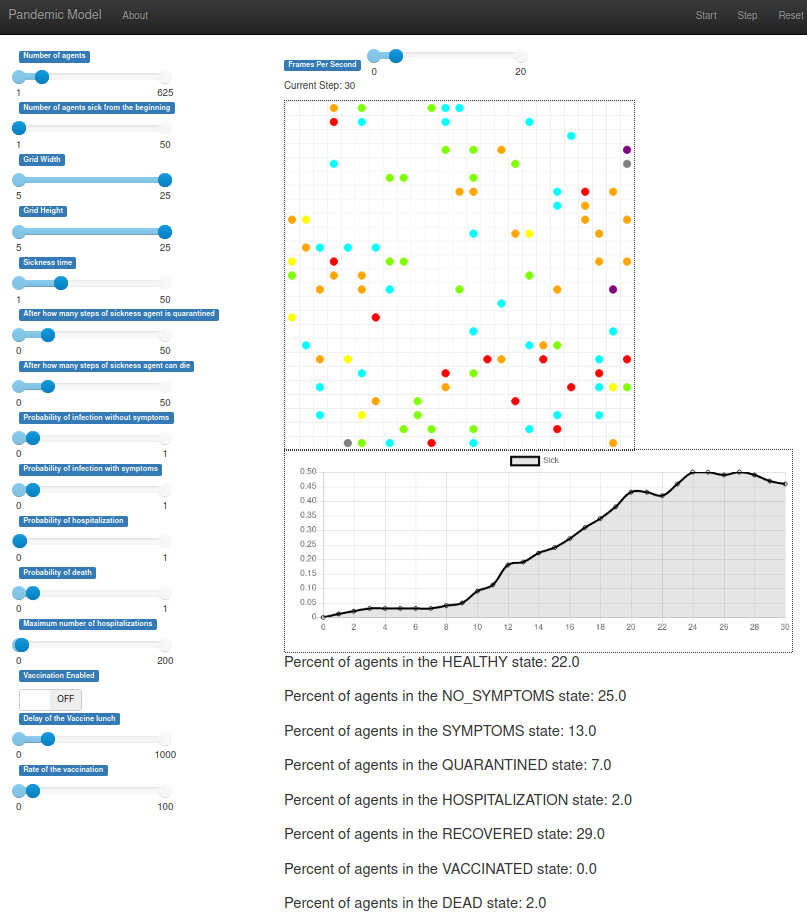 Pandemic Model About Start Step Reset
Number of agents
1 625
Number of agents sick from the beginning
1 50
Grid Width
5 25
Grid Height
5 25
Sickness time
1 50
After how many steps of sickness agent is quarantined
0 50
After how many steps of sickness agent can die
0 50
Probability of infection without symptoms
0 1
Probability of infection with symptoms
0 1
Probability of hospitalization
0 1
Probability of death
0 1
Maximum number of hospitalizations
0 200
Vaccination Enabled
OFF
Delay of the Vaccine lunch
0 1000
Rate of the vaccination
0 100
Frames Per Second
0 20
Current Step: 30
Sick
0.50
0.45
0.40
0.35
0.30
0.25
0.20
0.15
0.10
0.05
0
0 2 4 6 8 10 12 14 16 18 20 22 24 26 28 30
Percent of agents in the HEALTHY state: 22.0
Percent of agents in the NO_SYMPTOMS state: 25.0
Percent of agents in the SYMPTOMS state: 13.0
Percent of agents in the QUARANTINED state: 7.0
Percent of agents in the HOSPITALIZATION state: 2.0
Percent of agents in the RECOVERED state: 29.0
Percent of agents in the VACCINATED state: 0.0
Percent of agents in the DEAD state: 2.0